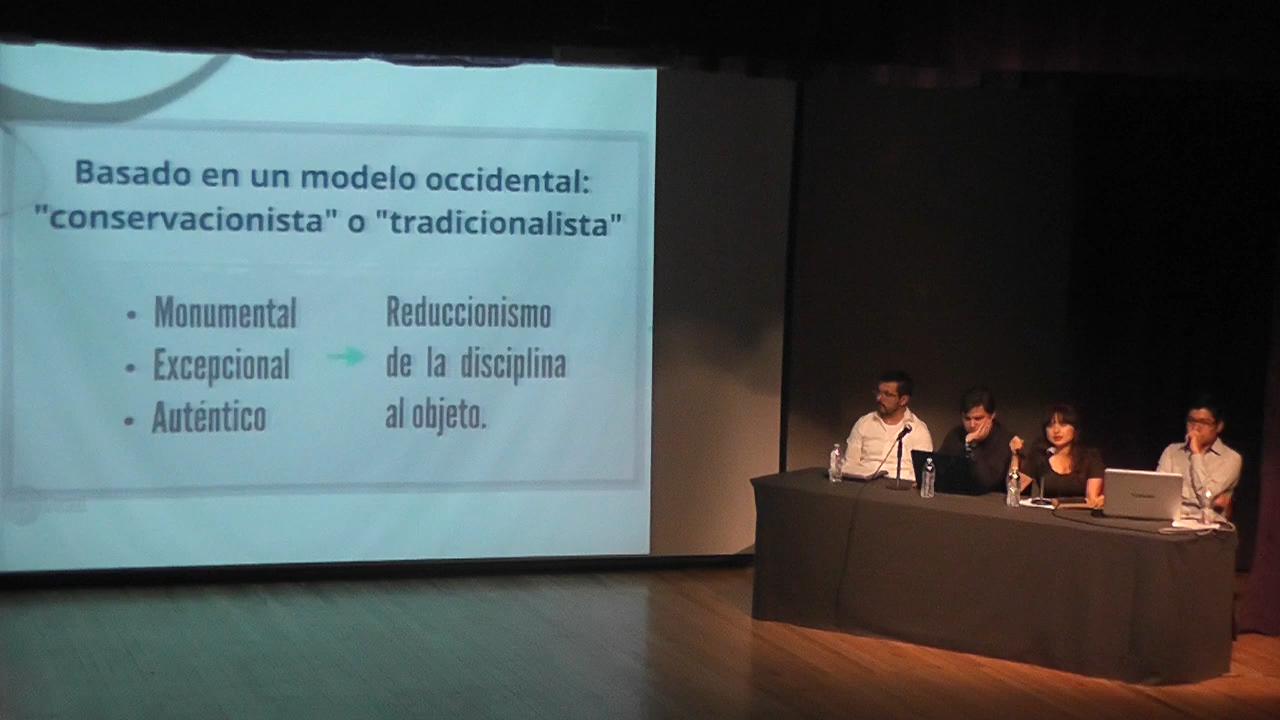 Basado en un modelo occidental:
"conservacionista" o "tradicionalista"
• Monumental
• Excepcional
• Auténtico
Reduccionismo
de la disciplina
al objeto.